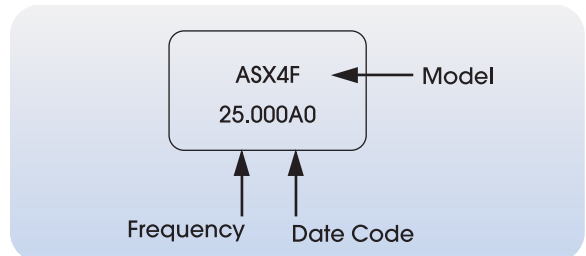 ASX4F
Model
25.000A0
Frequency
Date Code